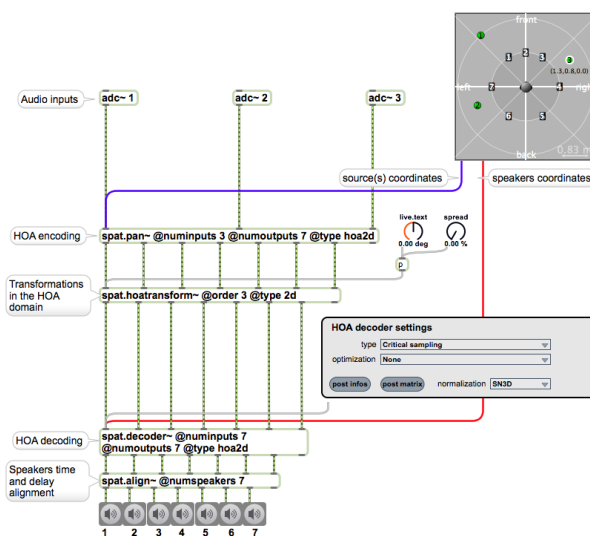 front
1
2
1
3
3
(1.3,0.8,0.0)
left
7
4
right
2
6
5
back
0.83 m
Audio inputs
adc~ 1
adc~ 2
adc~ 3
source(s) coordinates
speakers coordinates
HOA encoding
spat.pan~ @numinputs 3 @numoutputs 7 @type hoa2d
live.text
spread
0.00 deg
0.00 %
p
Transformations
in the HOA
domain
spat.hoatransform~ @order 3 @type 2d
HOA decoder settings
type
Critical sampling
optimization
None
post infos
post matrix
normalization
SN3D
HOA decoding
spat.decoder~ @numinputs 7
@numoutputs 7 @type hoa2d
Speakers time
and delay
alignment
spat.align~ @numspeakers 7
1 2 3 4 5 6 7